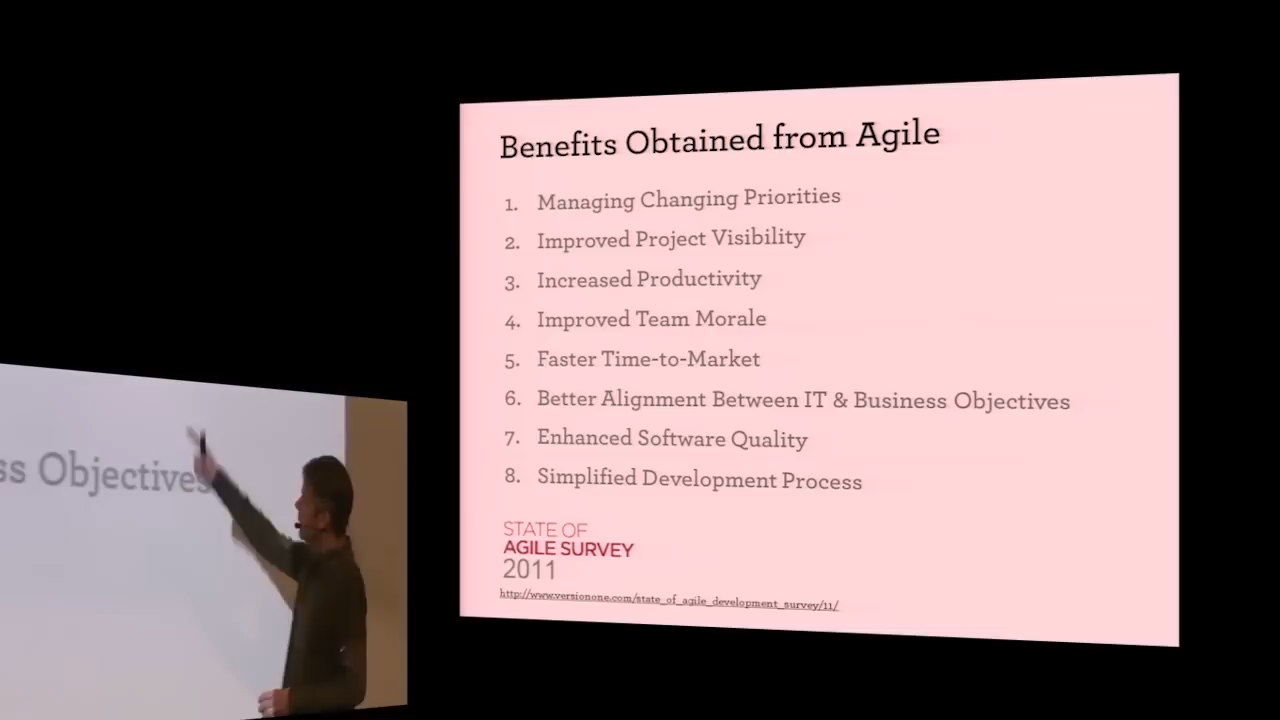 Benefits Obtained from Agile
1. Managing Changing Priorities
2. Improved Project Visibility
3. Increased Productivity
4. Improved Team Morale
5. Faster Time-to-Market
6. Better Alignment Between IT & Business Objectives
7. Enhanced Software Quality
8. Simplified Development Process
STATE OF
AGILE SURVEY
2011
http://www.versionone.com/state_of_agile_development_survey/11/
ss Objectives